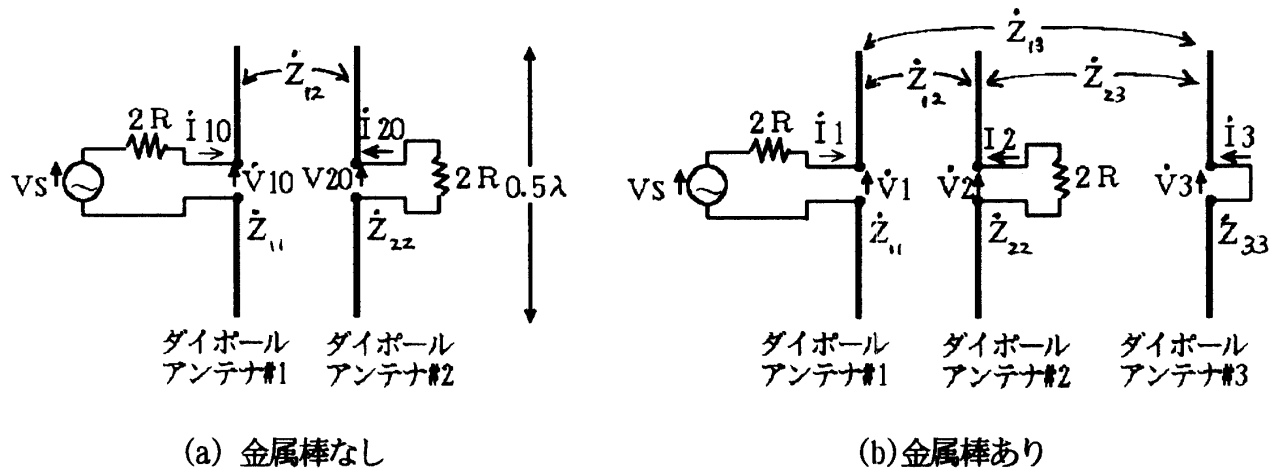 Ż₁₂
2R
İ10
İ20
Vs
V̇10
V20
2R
0.5λ
Ż₁₁
Ż₂₂
ダイポール
アンテナ#1
ダイポール
アンテナ#2
(a) 金属棒なし
Ż₁₃
Ż₁₂
Ż₂₃
2R
İ1
I2
İ3
Vs
V̇1
V̇2
2R
V̇3
Ż₁₁
Ż₂₂
Ż₃₃
ダイポール
アンテナ#1
ダイポール
アンテナ#2
ダイポール
アンテナ#3
(b)金属棒あり